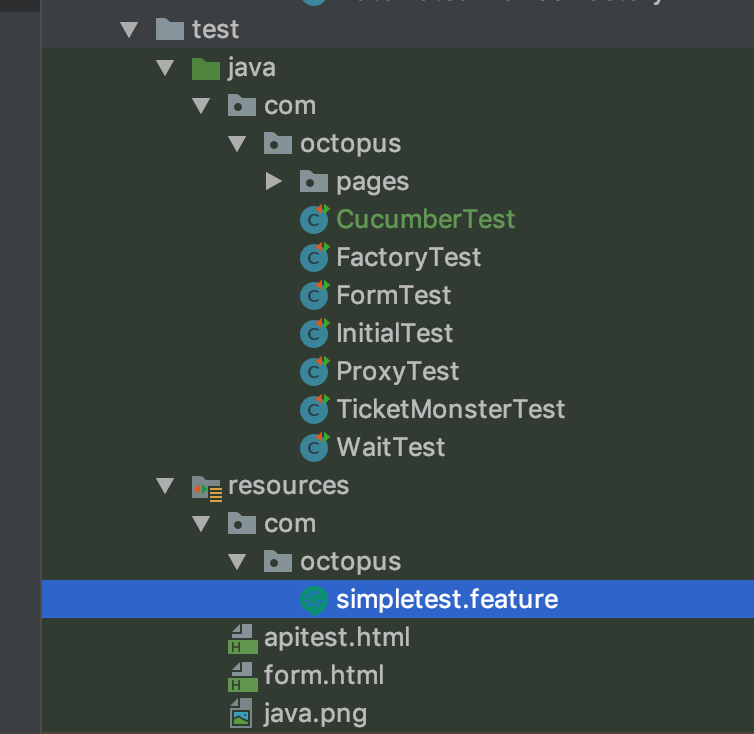 test
java
com
octopus
pages
CucumberTest
FactoryTest
FormTest
InitialTest
ProxyTest
TicketMonsterTest
WaitTest
resources
com
octopus
simpletest.feature
apitest.html
form.html
java.png